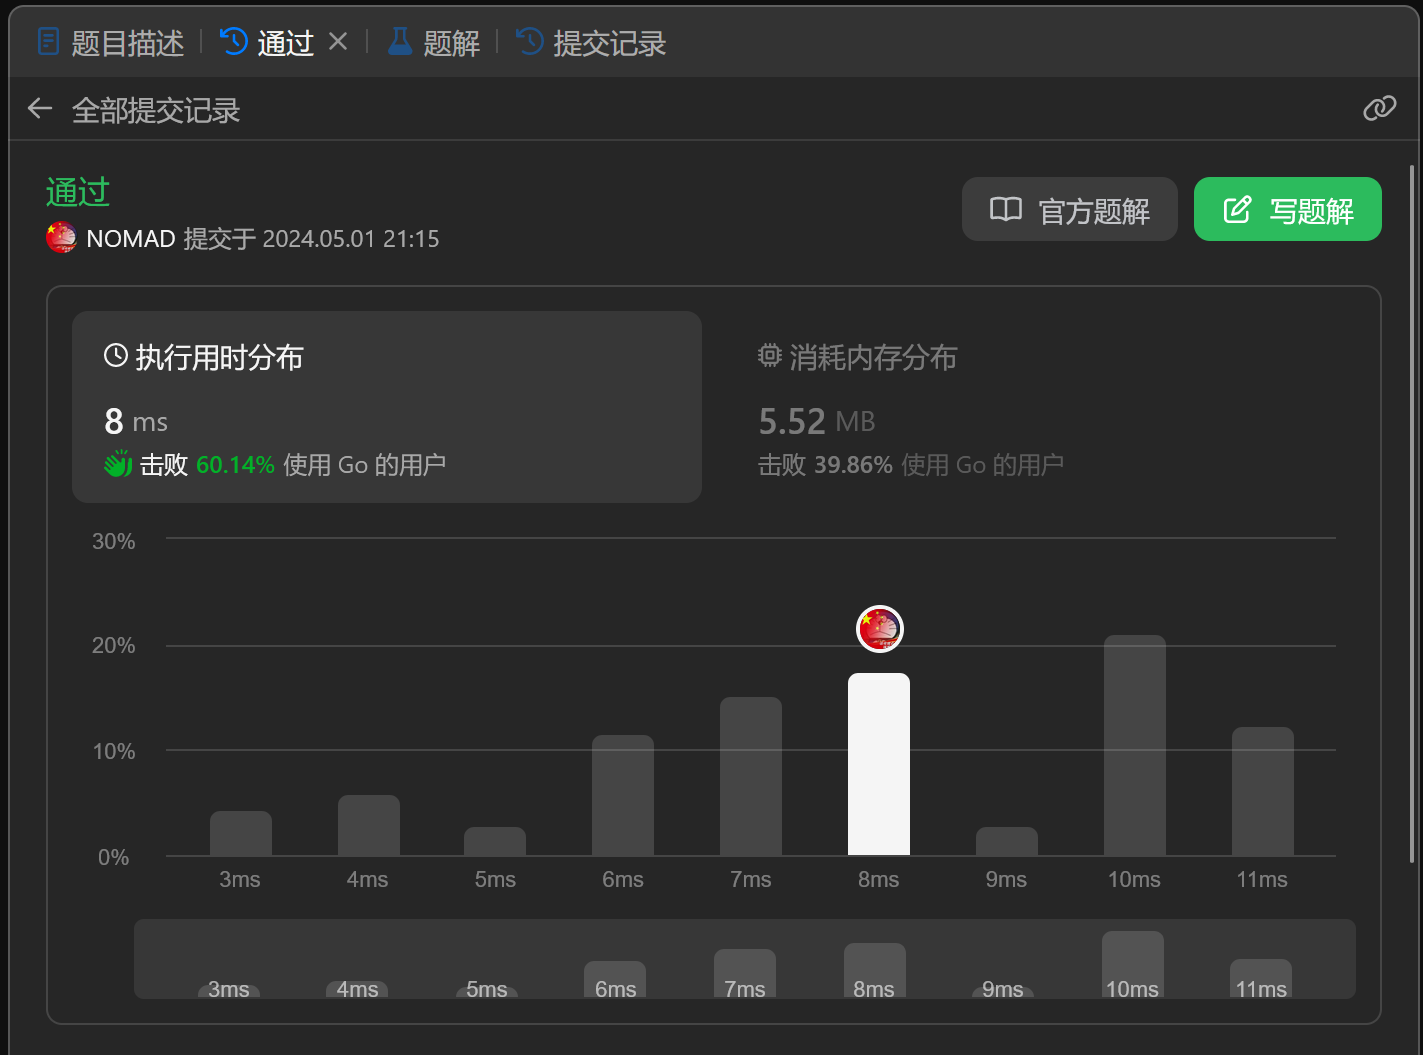 题目描述 通过 题解 提交记录
全部提交记录
通过
NOMAD 提交于 2024.05.01 21:15
官方题解 写题解
执行用时分布
8 ms
击败 60.14% 使用 Go 的用户
消耗内存分布
5.52 MB
击败 39.86% 使用 Go 的用户
30%
20%
10%
0%
3ms 4ms 5ms 6ms 7ms 8ms 9ms 10ms 11ms
3ms 4ms 5ms 6ms 7ms 8ms 9ms 10ms 11ms